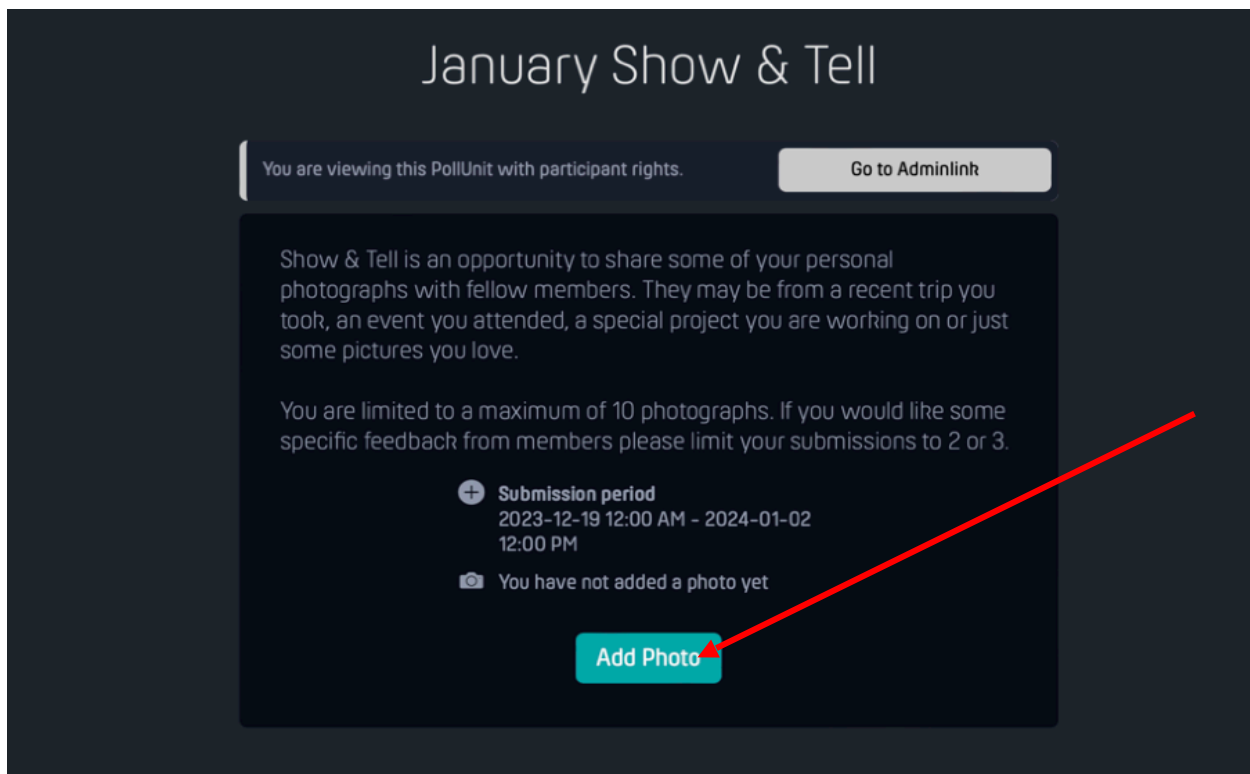 January Show & Tell
You are viewing this PollUnit with participant rights.
Go to Adminlink
Show & Tell is an opportunity to share some of your personal
photographs with fellow members. They may be from a recent trip you
took, an event you attended, a special project you are working on or just
some pictures you love.
You are limited to a maximum of 10 photographs. If you would like some
specific feedback from members please limit your submissions to 2 or 3.
Submission period
2023-12-19 12:00 AM - 2024-01-02
12:00 PM
You have not added a photo yet
Add Photo